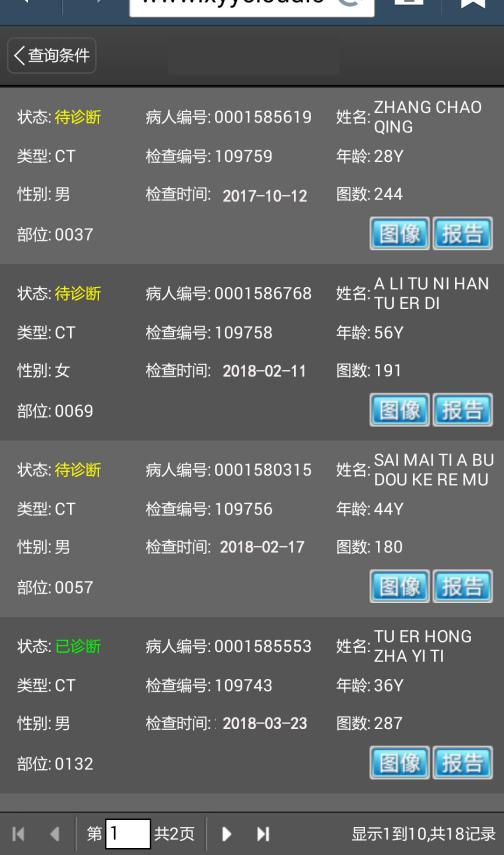 查询条件
状态: 待诊断 病人编号: 0001585619 姓名: ZHANG CHAO QING
类型: CT 检查编号: 109759 年龄: 28Y
性别: 男 检查时间: 2017-10-12 图数: 244
部位: 0037 图像 报告
状态: 待诊断 病人编号: 0001586768 姓名: A LI TU NI HAN TU ER DI
类型: CT 检查编号: 109758 年龄: 56Y
性别: 女 检查时间: 2018-02-11 图数: 191
部位: 0069 图像 报告
状态: 待诊断 病人编号: 0001580315 姓名: SAI MAI TI A BU DOU KE RE MU
类型: CT 检查编号: 109756 年龄: 44Y
性别: 男 检查时间: 2018-02-17 图数: 180
部位: 0057 图像 报告
状态: 已诊断 病人编号: 0001585553 姓名: TU ER HONG ZHA YI TI
类型: CT 检查编号: 109743 年龄: 36Y
性别: 男 检查时间: 2018-03-23 图数: 287
部位: 0132 图像 报告
第 1 共2页 显示1到10,共18记录